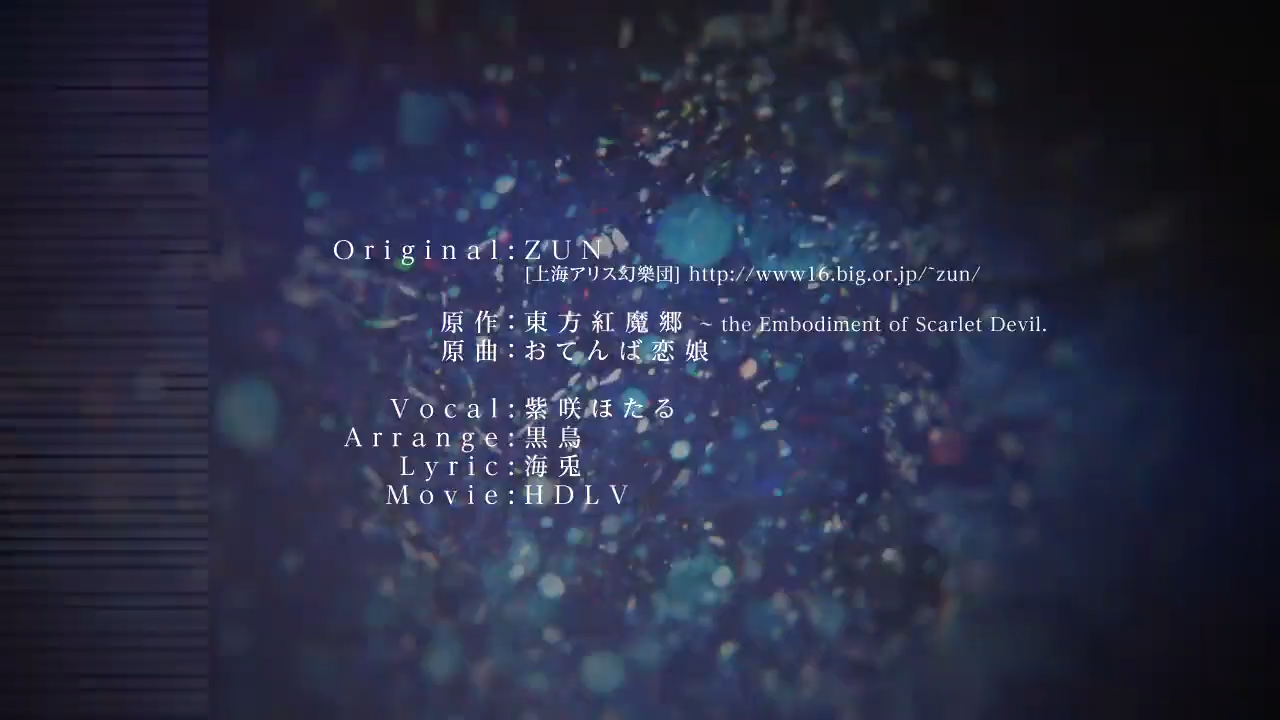 Original:ZUN
[上海アリス幻樂団] http://www16.big.or.jp/~zun/
原作:東方紅魔郷 ~ the Embodiment of Scarlet Devil.
原曲:おてんば恋娘
Vocal:紫咲ほたる
Arrange:黒鳥
Lyric:海兎
Movie:HDLV